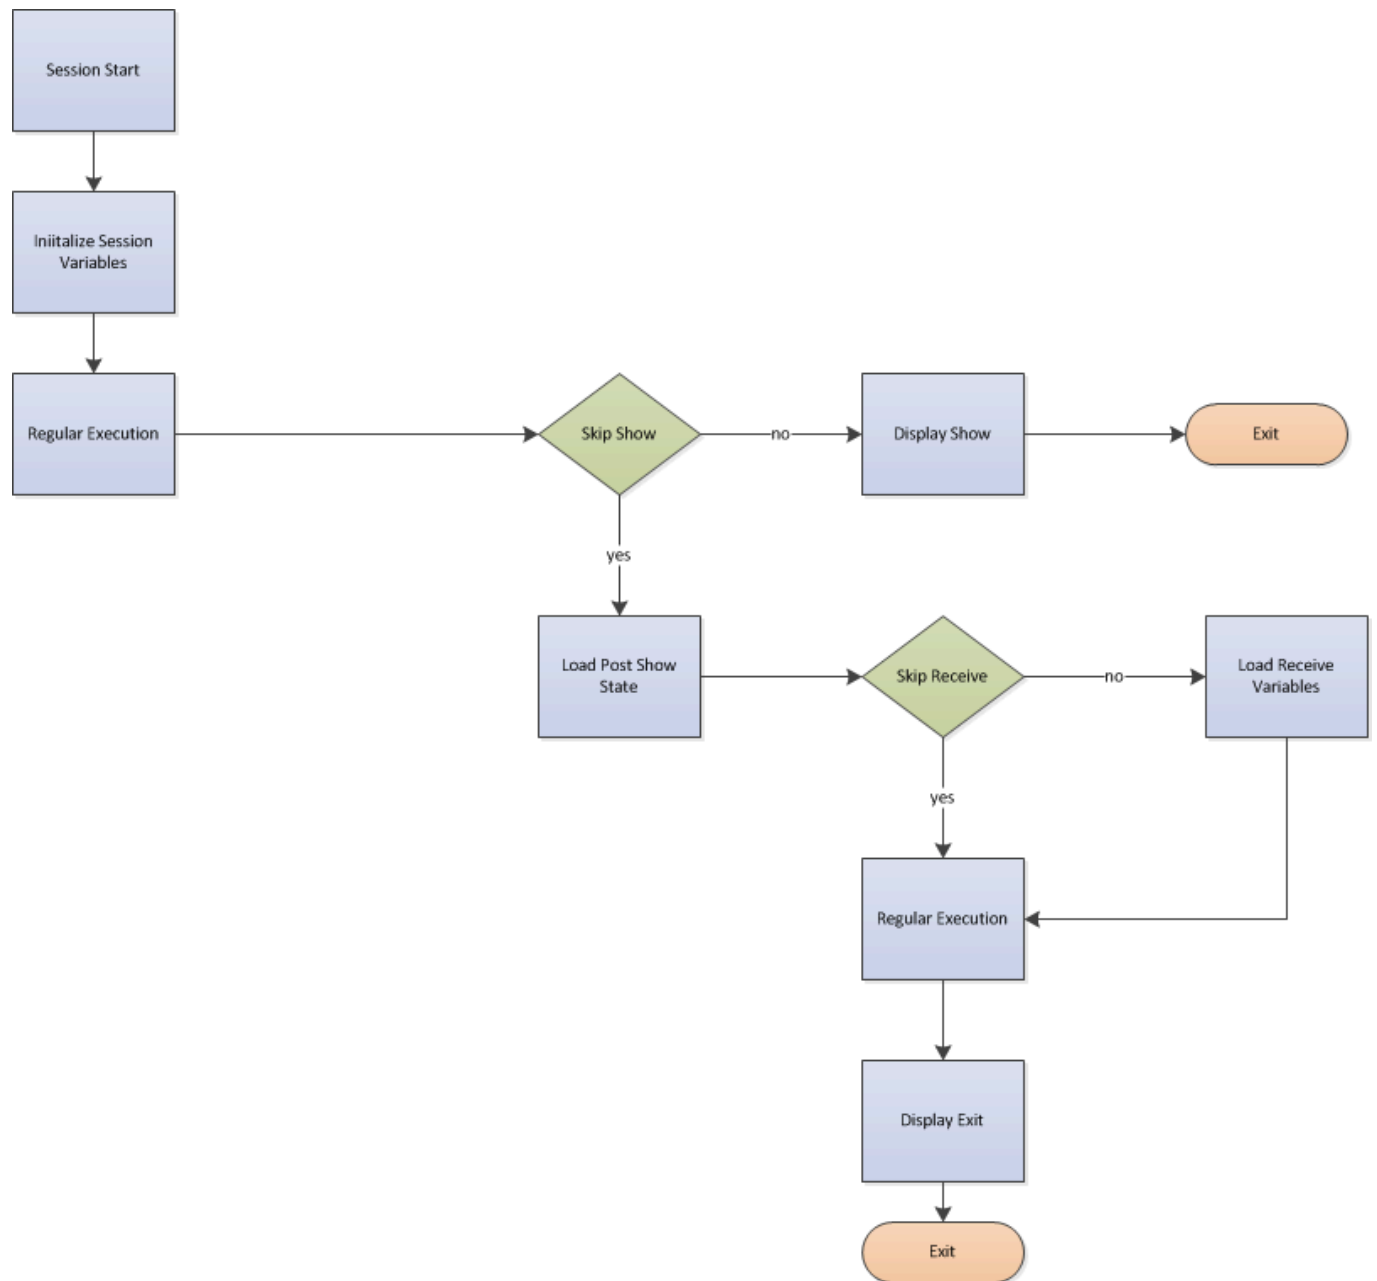 Session Start
Iniitalize Session
Variables
Regular Execution
Skip Show
no
Display Show
Exit
yes
Load Post Show
State
Skip Receive
no
Load Receive
Variables
yes
Regular Execution
Display Exit
Exit